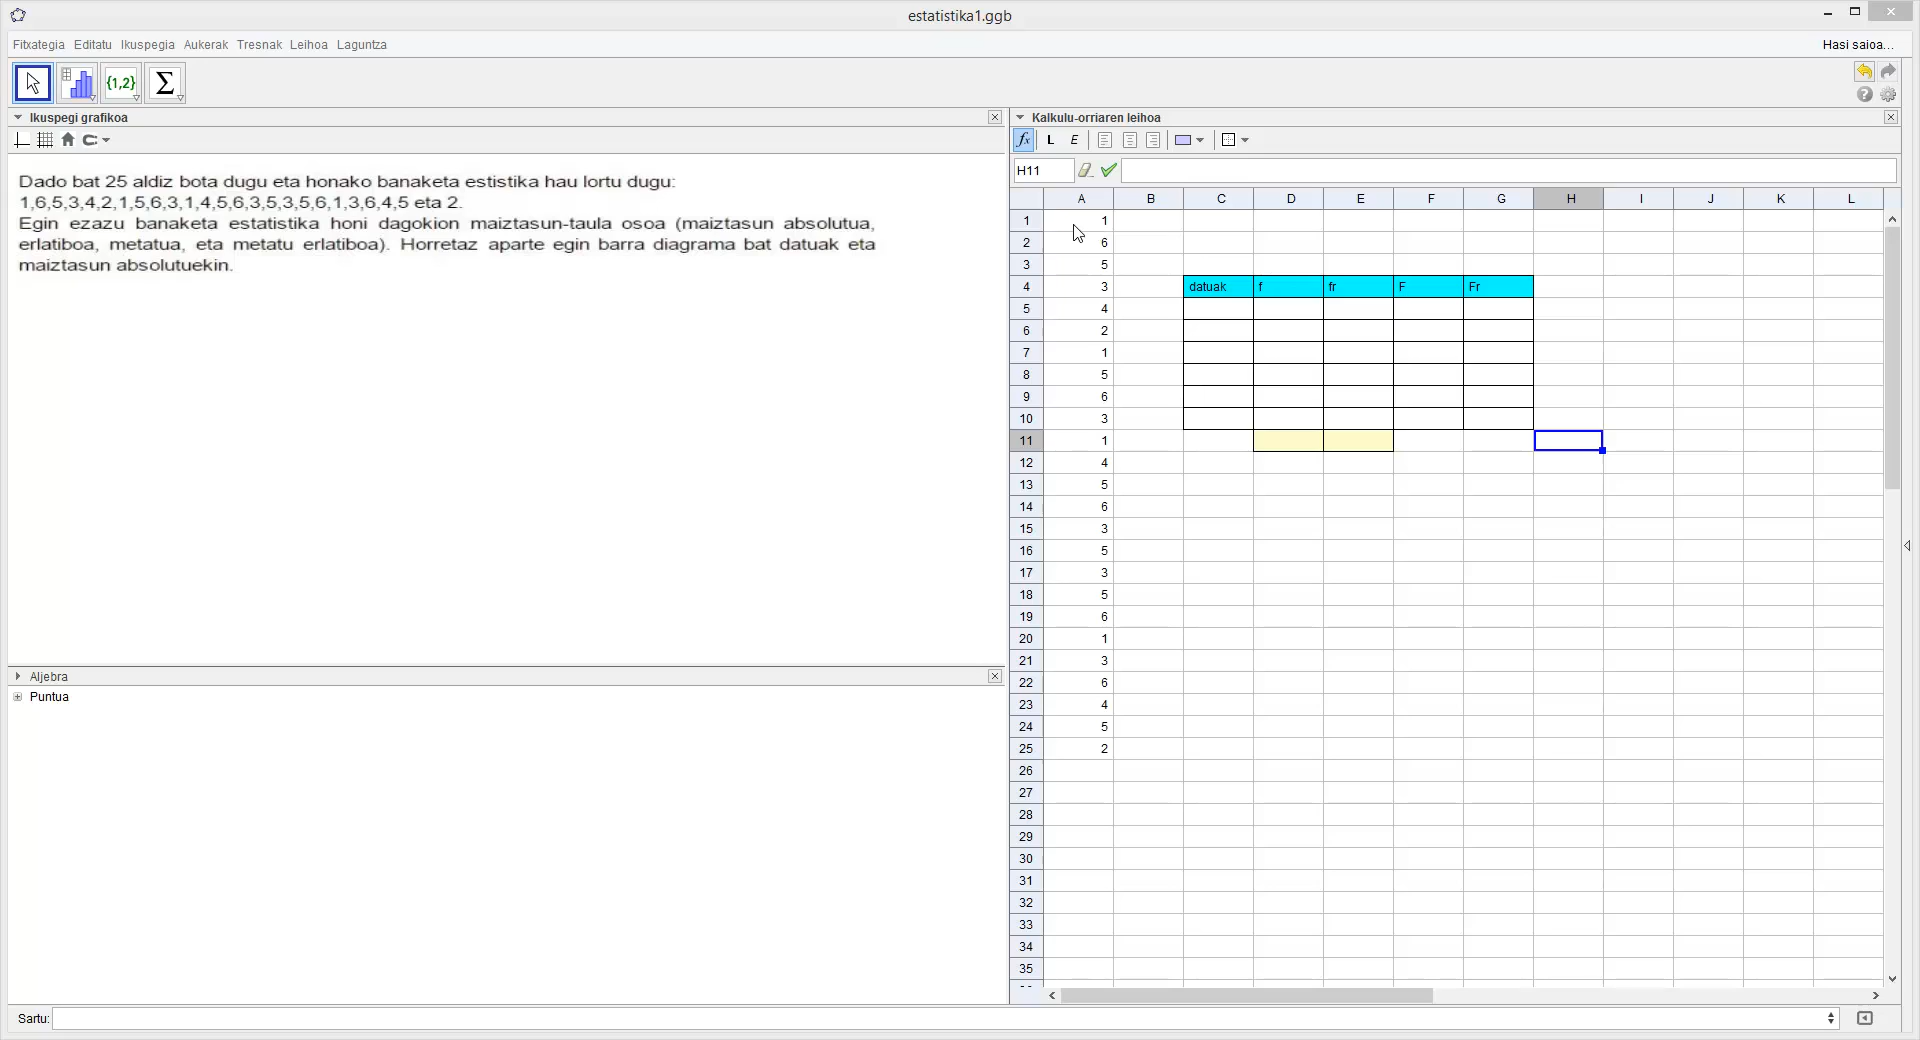 estatistika1.ggb
Fitxategia Editatu Ikuspegia Aukerak Tresnak Leihoa Laguntza
Hasi saioa...
{1,2} Σ
Ikuspegi grafikoa
Dado bat 25 aldiz bota dugu eta honako banaketa estistika hau lortu dugu:
1,6,5,3,4,2,1,5,6,3,1,4,5,6,3,5,3,5,6,1,3,6,4,5 eta 2.
Egin ezazu banaketa estatistika honi dagokion maiztasun-taula osoa (maiztasun absolutua,
erlatiboa, metatua, eta metatu erlatiboa). Horretaz aparte egin barra diagrama bat datuak eta
maiztasun absolutuekin.
Aljebra
Puntua
Kalkulu-orriaren leihoa
fx L E
H11
A B C D E F G H I J K L
1 1
2 6
3 5
4 3 datuak f fr F Fr
5 4
6 2
7 1
8 5
9 6
10 3
11 1
12 4
13 5
14 6
15 3
16 5
17 3
18 5
19 6
20 1
21 3
22 6
23 4
24 5
25 2
26
27
28
29
30
31
32
33
34
35
Sartu: